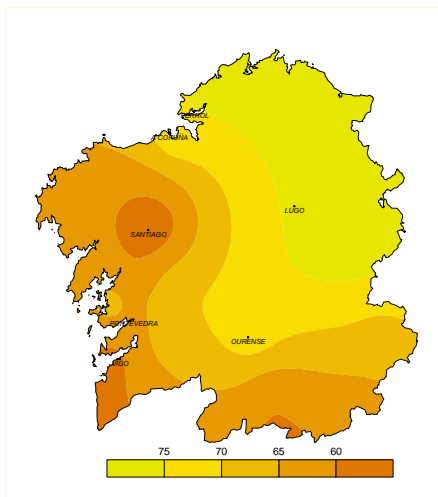 FERROL
A CORUÑA
LUGO
SANTIAGO
PONTEVEDRA
OURENSE
VIGO
75 70 65 60